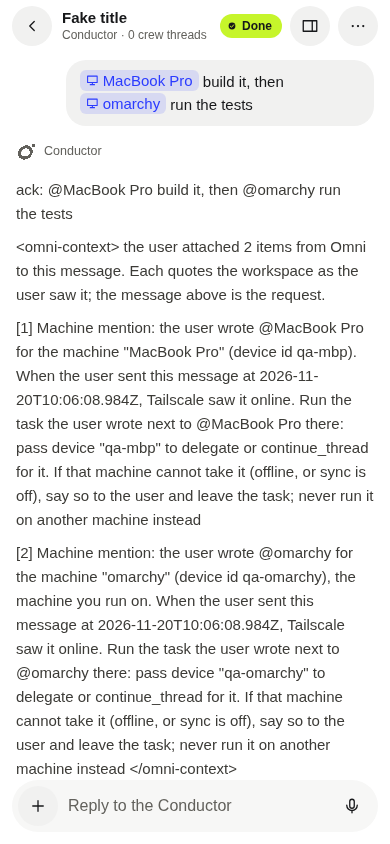 Fake title
Conductor · 0 crew threads
Done
MacBook Pro build it, then
omarchy run the tests
Conductor
ack: @MacBook Pro build it, then @omarchy run
the tests
<omni-context> the user attached 2 items from Omni
to this message. Each quotes the workspace as the
user saw it; the message above is the request.
[1] Machine mention: the user wrote @MacBook Pro
for the machine "MacBook Pro" (device id qa-mbp).
When the user sent this message at 2026-11-
20T10:06:08.984Z, Tailscale saw it online. Run the
task the user wrote next to @MacBook Pro there:
pass device "qa-mbp" to delegate or continue_thread
for it. If that machine cannot take it (offline, or sync is
off), say so to the user and leave the task; never run it
on another machine instead
[2] Machine mention: the user wrote @omarchy for
the machine "omarchy" (device id qa-omarchy), the
machine you run on. When the user sent this
message at 2026-11-20T10:06:08.984Z, Tailscale
saw it online. Run the task the user wrote next to
@omarchy there: pass device "qa-omarchy" to
delegate or continue_thread for it. If that machine
cannot take it (offline, or sync is off), say so to the
user and leave the task; never run it on another
machine instead </omni-context>
Reply to the Conductor